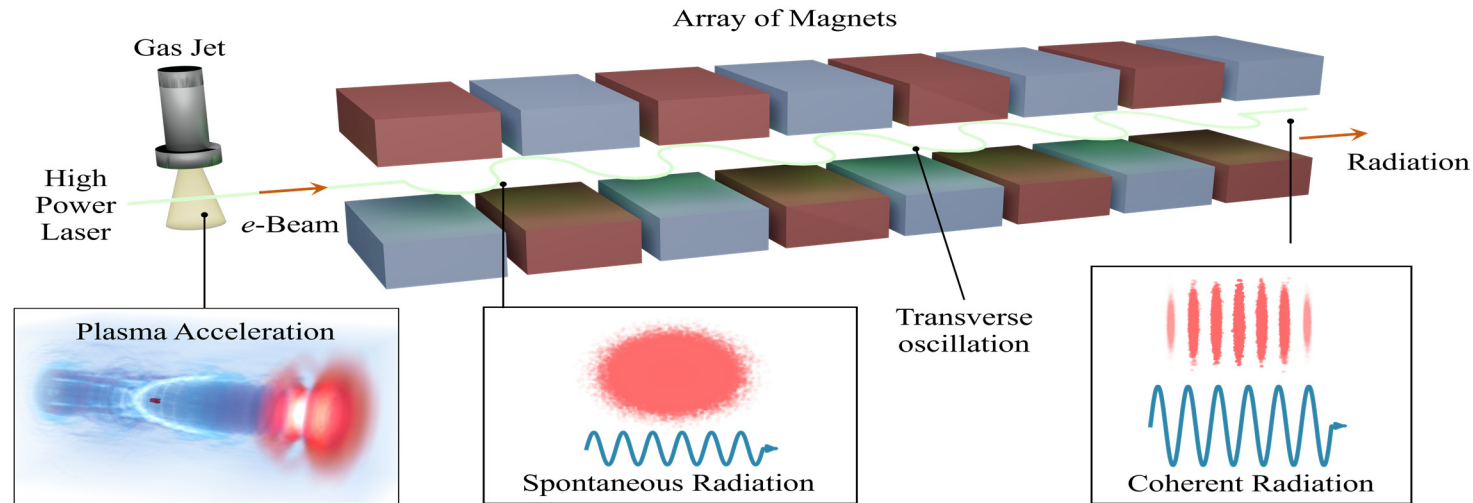 Array of Magnets
Gas Jet
High
Power
Laser
e-Beam
Radiation
Transverse
oscillation
Plasma Acceleration
Spontaneous Radiation
Coherent Radiation